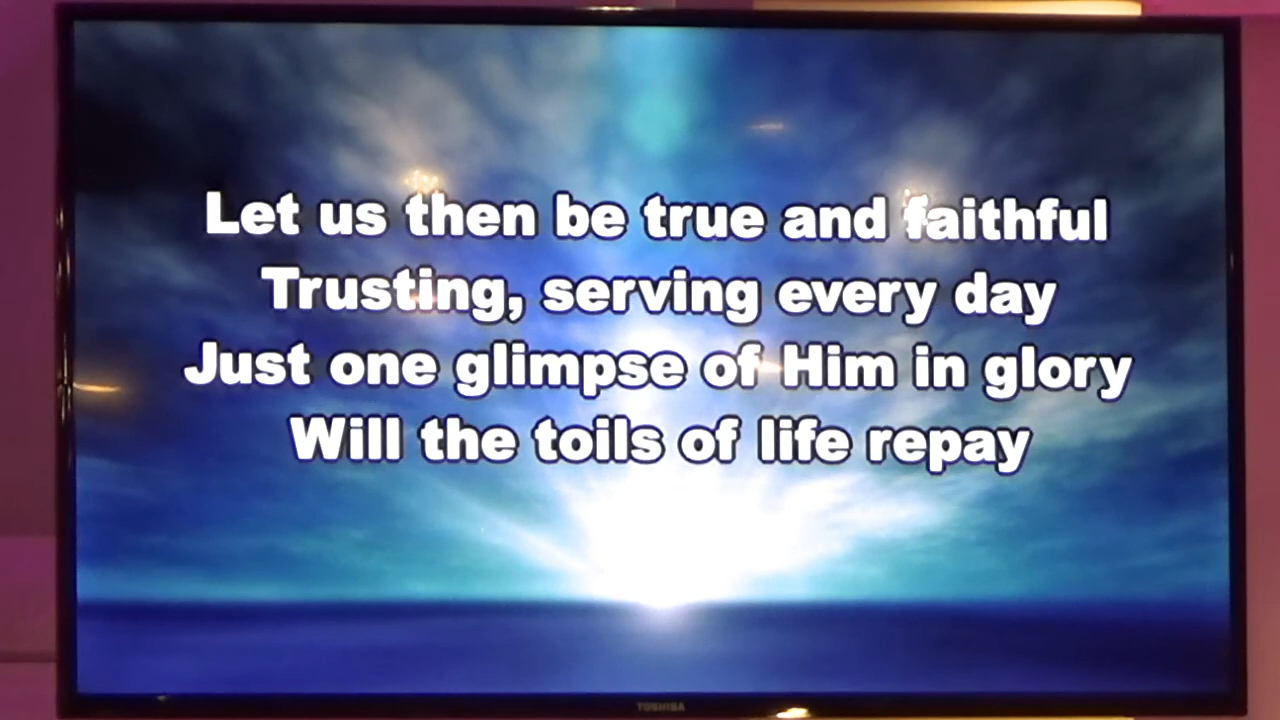 Let us then be true and faithful
Trusting, serving every day
Just one glimpse of Him in glory
Will the toils of life repay
TOSHIBA